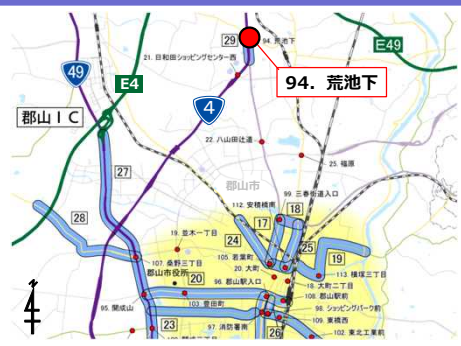 29
94. 荒池下
E49
21. 日和田ショッピングセンター西
49
E4
94. 荒池下
4
郡山IC
22. 八山田辻道
25. 福原
27
郡山市
99. 三春街道入口
112. 安積橋南
18
28
17
19. 並木一丁目
24
25
107. 桑野三丁目
105. 若葉町
19
郡山市役所
20. 大町
113. 横塚三丁目
20
96. 郡山駅入口
18. 大町二丁目
108. 郡山駅前
95. 開成山
103. 豊田町
98. ショッピングパーク前
23
97. 消防署南
109. 東橋西
26
102. 東北工業前